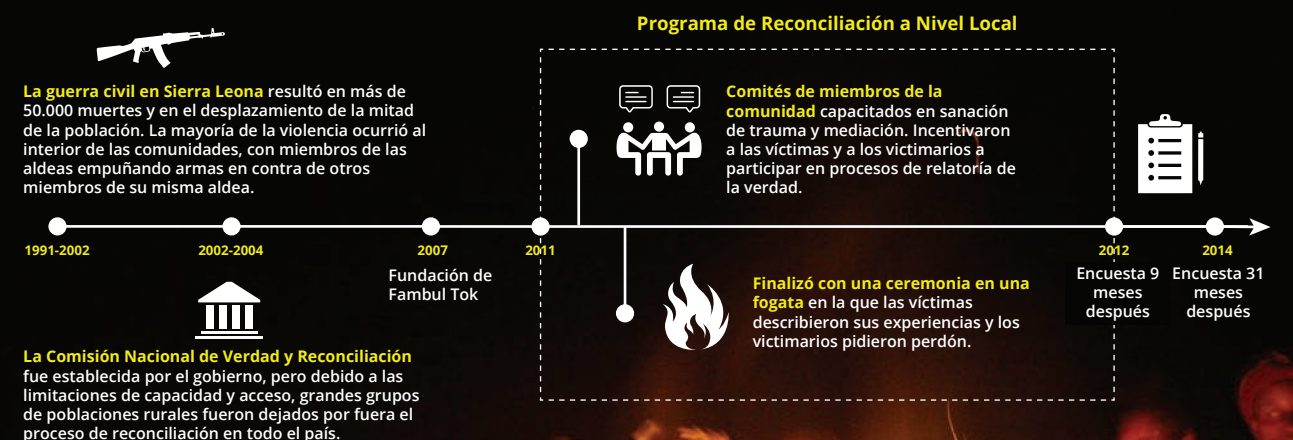 Programa de Reconciliación a Nivel Local
La guerra civil en Sierra Leona resultó en más de
50.000 muertes y en el desplazamiento de la mitad
de la población. La mayoría de la violencia ocurrió al
interior de las comunidades, con miembros de las
aldeas empuñando armas en contra de otros
miembros de su misma aldea.
Comités de miembros de la
comunidad capacitados en sanación
de trauma y mediación. Incentivaron
a las víctimas y a los victimarios a
participar en procesos de relatoría de
la verdad.
1991-2002
2002-2004
2007
2011
2012
2014
Fundación de
Fambul Tok
Encuesta 9
meses
después
Encuesta 31
meses
después
Finalizó con una ceremonia en una
fogata en la que las víctimas
describieron sus experiencias y los
victimarios pidieron perdón.
La Comisión Nacional de Verdad y Reconciliación
fue establecida por el gobierno, pero debido a las
limitaciones de capacidad y acceso, grandes grupos
de poblaciones rurales fueron dejados por fuera el
proceso de reconciliación en todo el país.